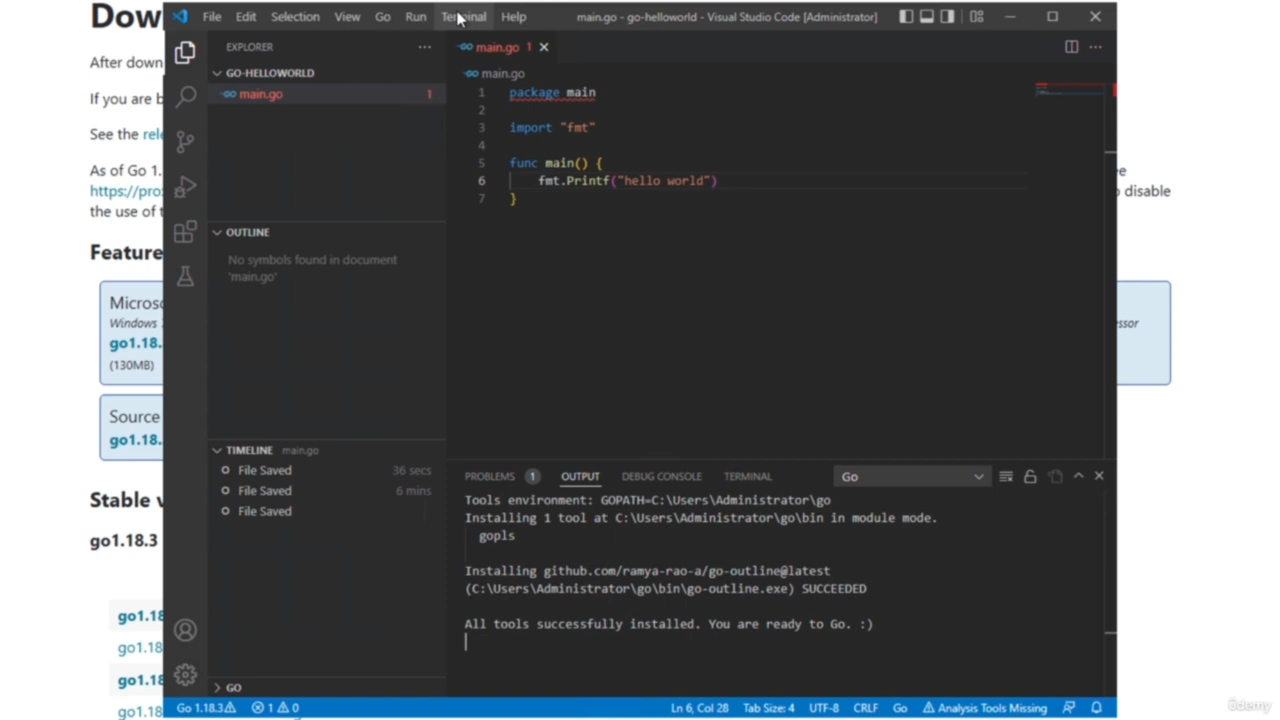 Dow
File Edit Selection View Go Run Terminal Help
main.go - go-helloworld - Visual Studio Code [Administrator]
After down
If you are b
See the rele
As of Go 1.
https://pro
the use of t
ee
o disable
Feature
Micros
Windows
go1.18.
(130MB)
ssor
Source
go1.18.
Stable v
go1.18.3
go1.18
go1.18
go1.18
go1.18
EXPLORER
GO-HELLOWORLD
main.go 1
OUTLINE
No symbols found in document
'main.go'
TIMELINE main.go
File Saved 36 secs
File Saved 6 mins
File Saved
GO
main.go 1
main.go
1 package main
2
3 import "fmt"
4
5 func main() {
6 fmt.Printf("hello world")
7 }
PROBLEMS 1 OUTPUT DEBUG CONSOLE TERMINAL Go
Tools environment: GOPATH=C:\Users\Administrator\go
Installing 1 tool at C:\Users\Administrator\go\bin in module mode.
gopls
Installing github.com/ramya-rao-a/go-outline@latest
(C:\Users\Administrator\go\bin\go-outline.exe) SUCCEEDED
All tools successfully installed. You are ready to Go. :)
Go 1.18.3 1 0 Ln 6, Col 28 Tab Size: 4 UTF-8 CRLF Go Analysis Tools Missing
ûdemy